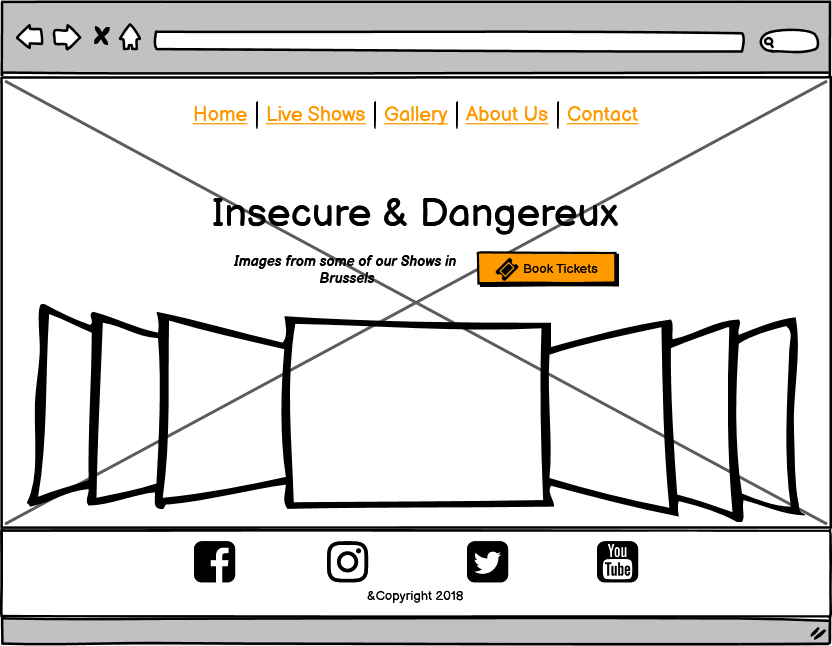 Home | Live Shows | Gallery | About Us | Contact
Insecure & Dangereux
Images from some of our Shows in
Brussels
Book Tickets
You
Tube
&Copyright 2018